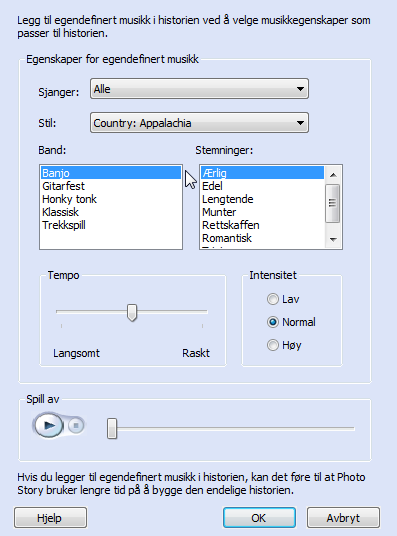 Legg til egendefinert musikk i historien ved å velge musikkegenskaper som
passer til historien.
Egenskaper for egendefinert musikk
Sjanger: Alle
Stil: Country: Appalachia
Band: Stemninger:
Banjo Ærlig
Gitarfest Edel
Honky tonk Lengtende
Klassisk Munter
Trekkspill Rettskaffen
Romantisk
Tempo Intensitet
Lav
Normal
Høy
Langsomt Raskt
Spill av
Hvis du legger til egendefinert musikk i historien, kan det føre til at Photo
Story bruker lengre tid på å bygge den endelige historien.
Hjelp OK Avbryt